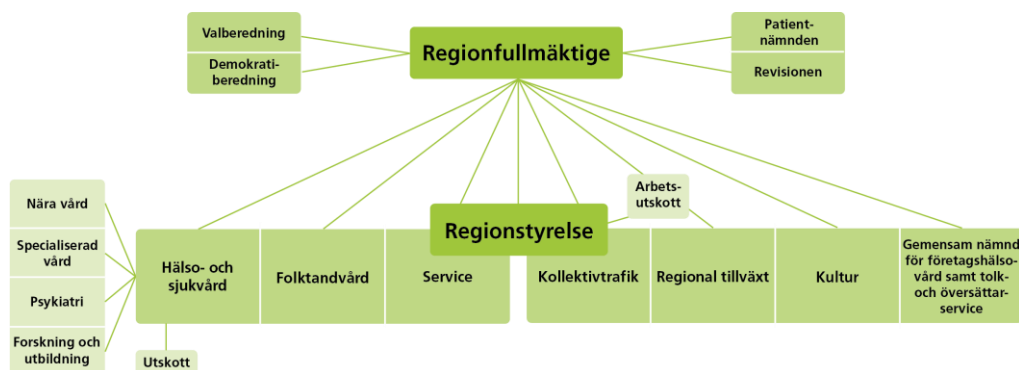 Valberedning
Demokrati-
beredning
Regionfullmäktige
Patient-
nämnden
Revisionen
Arbets-
utskott
Regionstyrelse
Nära vård
Specialiserad
vård
Psykiatri
Forskning och
utbildning
Hälso- och
sjukvård
Utskott
Folktandvård
Service
Kollektivtrafik
Regional tillväxt
Kultur
Gemensam nämnd
för företagshälso-
vård samt tolk-
och översättar-
service